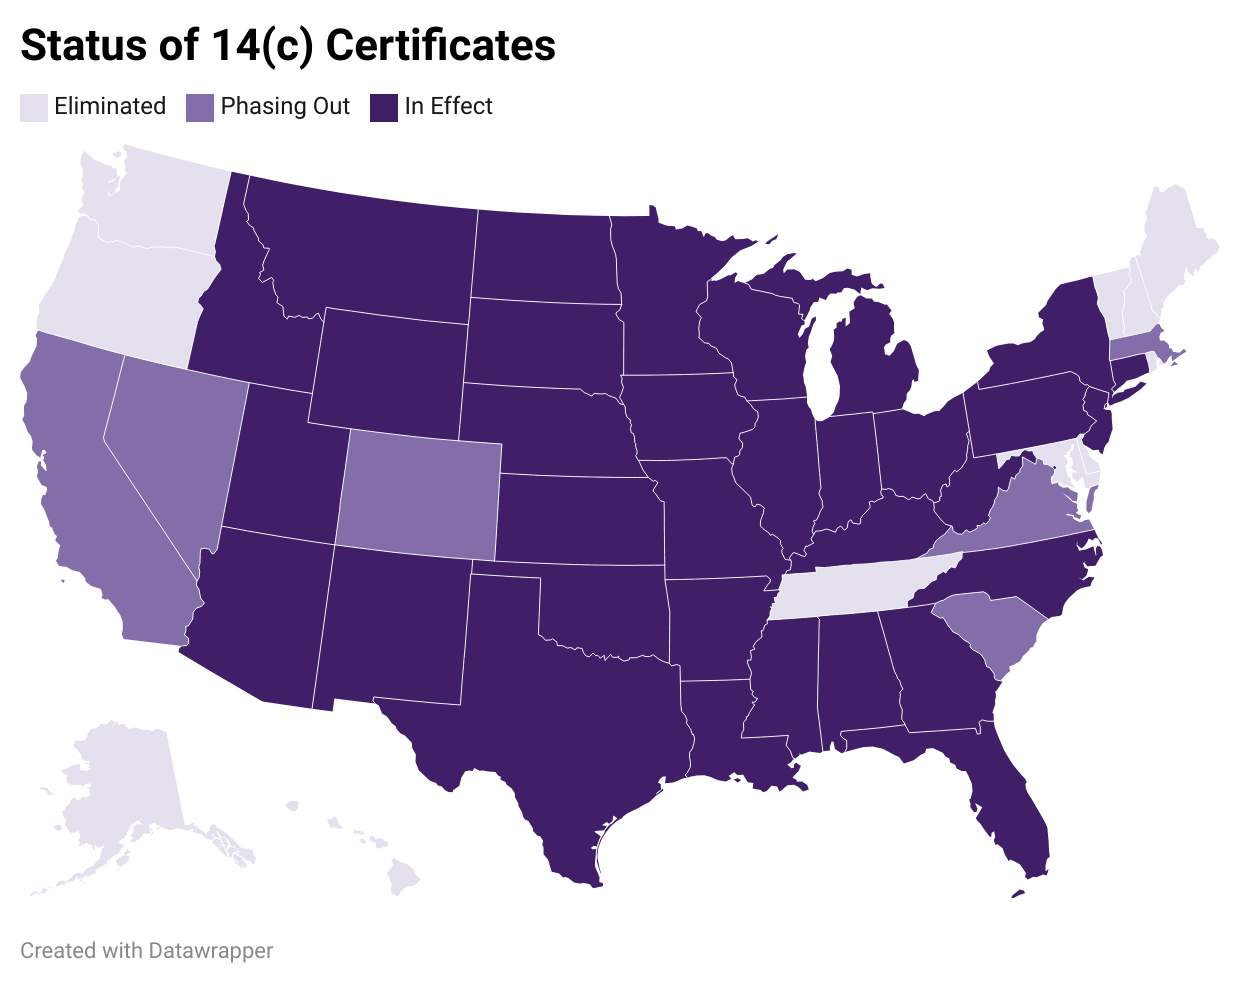 Status of 14(c) Certificates
Eliminated Phasing Out In Effect
Created with Datawrapper